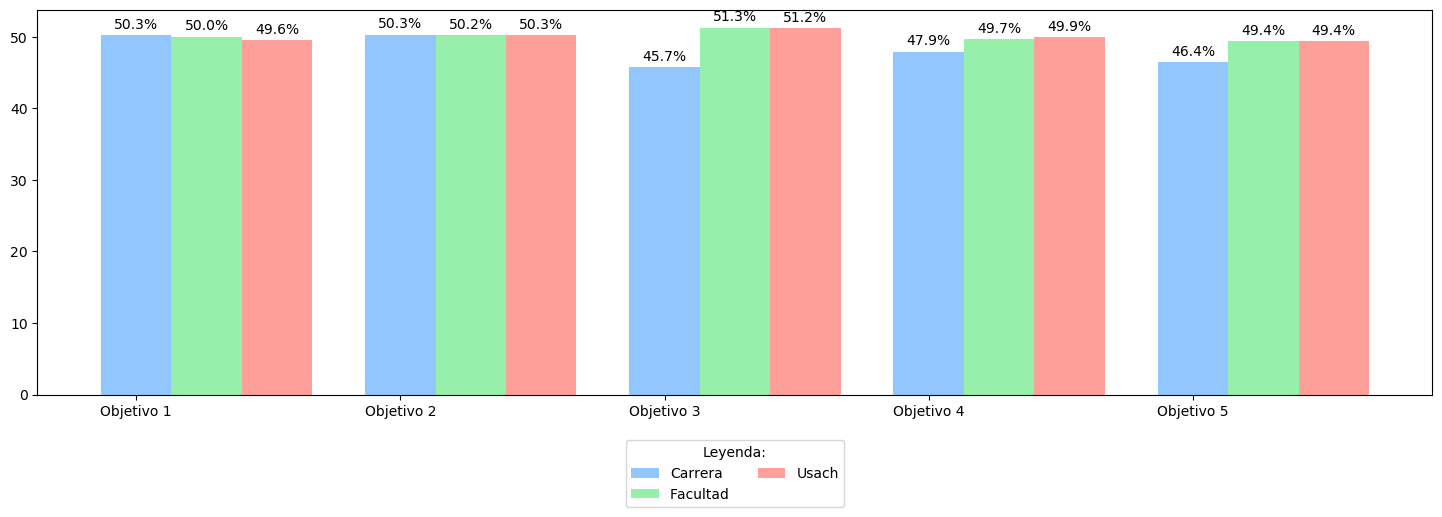 50.3% 50.0% 49.6% 50.3% 50.2% 50.3% 45.7% 51.3% 51.2% 47.9% 49.7% 49.9% 46.4% 49.4% 49.4%
50
40
30
20
10
0
Objetivo 1 Objetivo 2 Objetivo 3 Objetivo 4 Objetivo 5
Leyenda:
Carrera Usach
Facultad